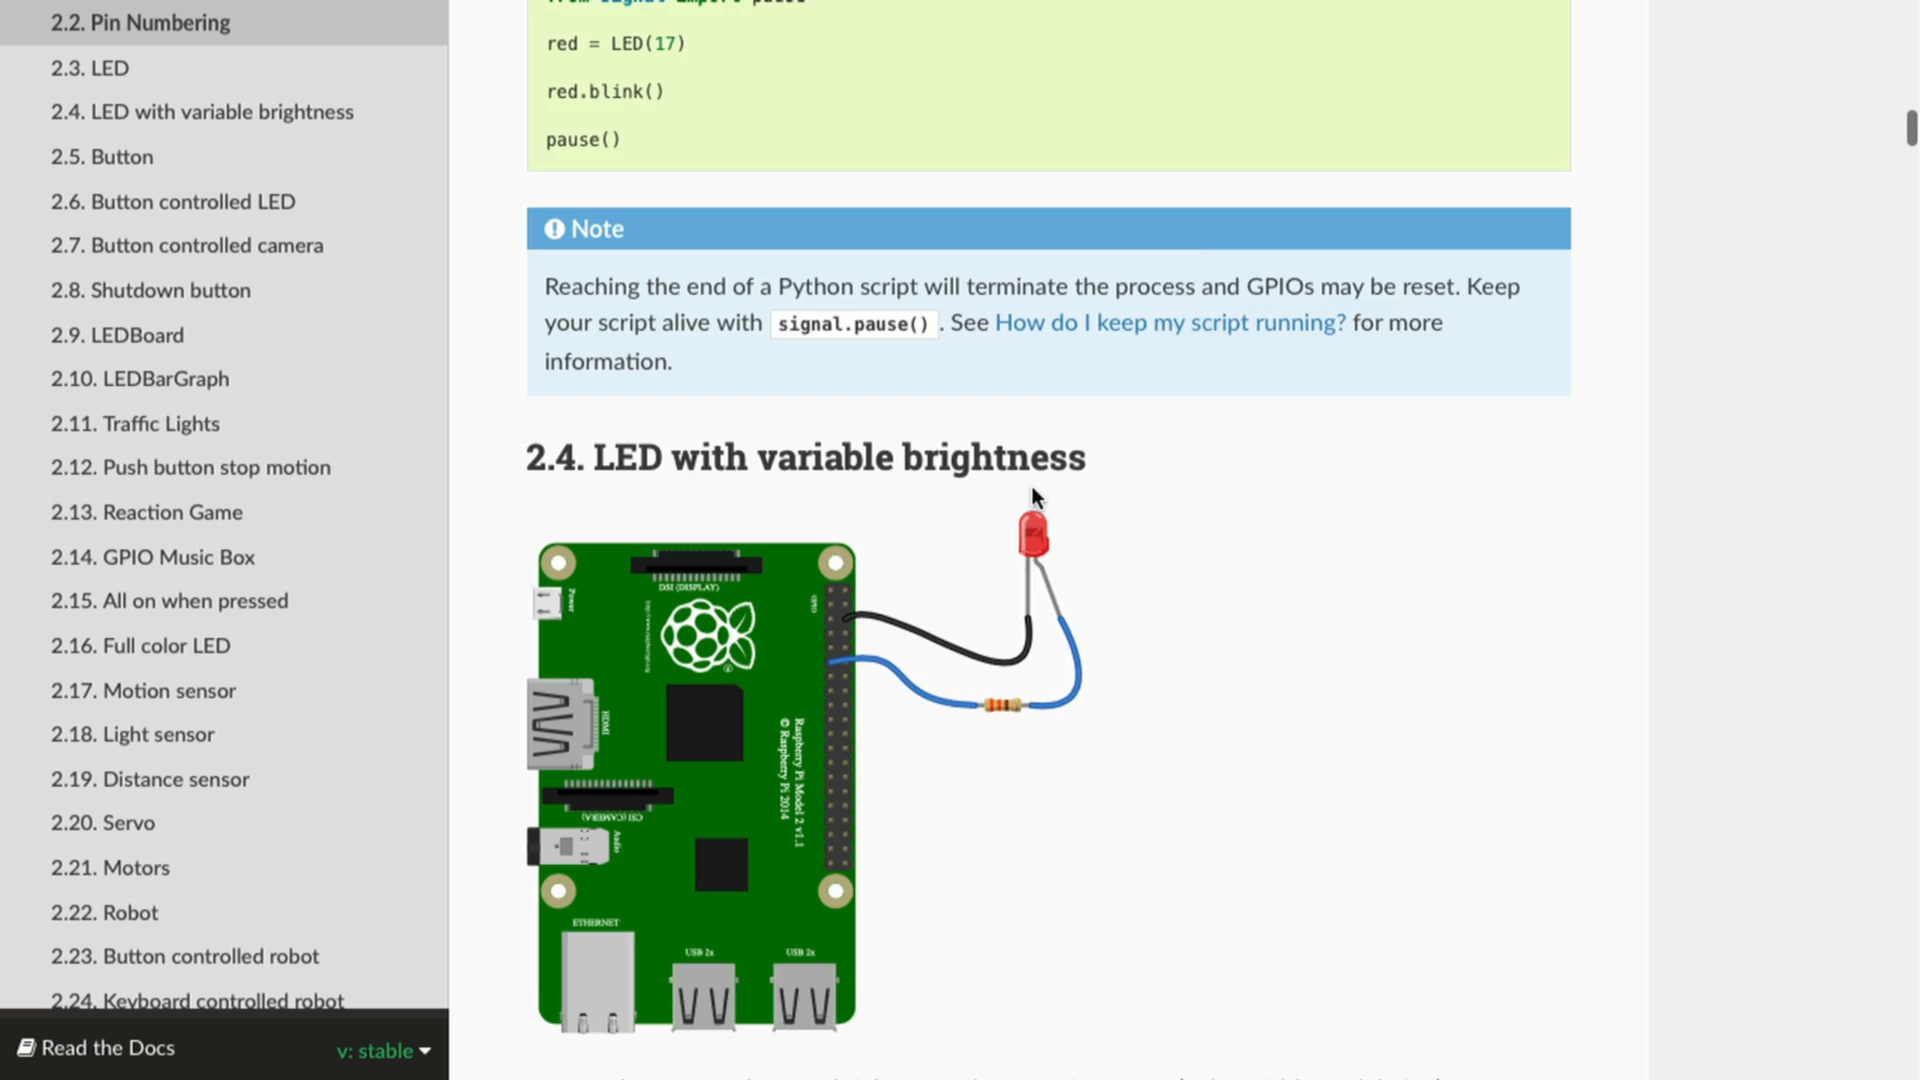 2.2. Pin Numbering
2.3. LED
2.4. LED with variable brightness
2.5. Button
2.6. Button controlled LED
2.7. Button controlled camera
2.8. Shutdown button
2.9. LEDBoard
2.10. LEDBarGraph
2.11. Traffic Lights
2.12. Push button stop motion
2.13. Reaction Game
2.14. GPIO Music Box
2.15. All on when pressed
2.16. Full color LED
2.17. Motion sensor
2.18. Light sensor
2.19. Distance sensor
2.20. Servo
2.21. Motors
2.22. Robot
2.23. Button controlled robot
2.24. Keyboard controlled robot
Read the Docs
v: stable
red = LED(17)
red.blink()
pause()
Note
Reaching the end of a Python script will terminate the process and GPIOs may be reset. Keep
your script alive with signal.pause() . See How do I keep my script running? for more
information.
2.4. LED with variable brightness
DSI (DISPLAY)
Power
GPIO
HDMI
Raspberry Pi Model 2 v1.1
© Raspberry Pi 2014
CSI (CAMERA)
Audio
ETHERNET
USB 2x
USB 2x